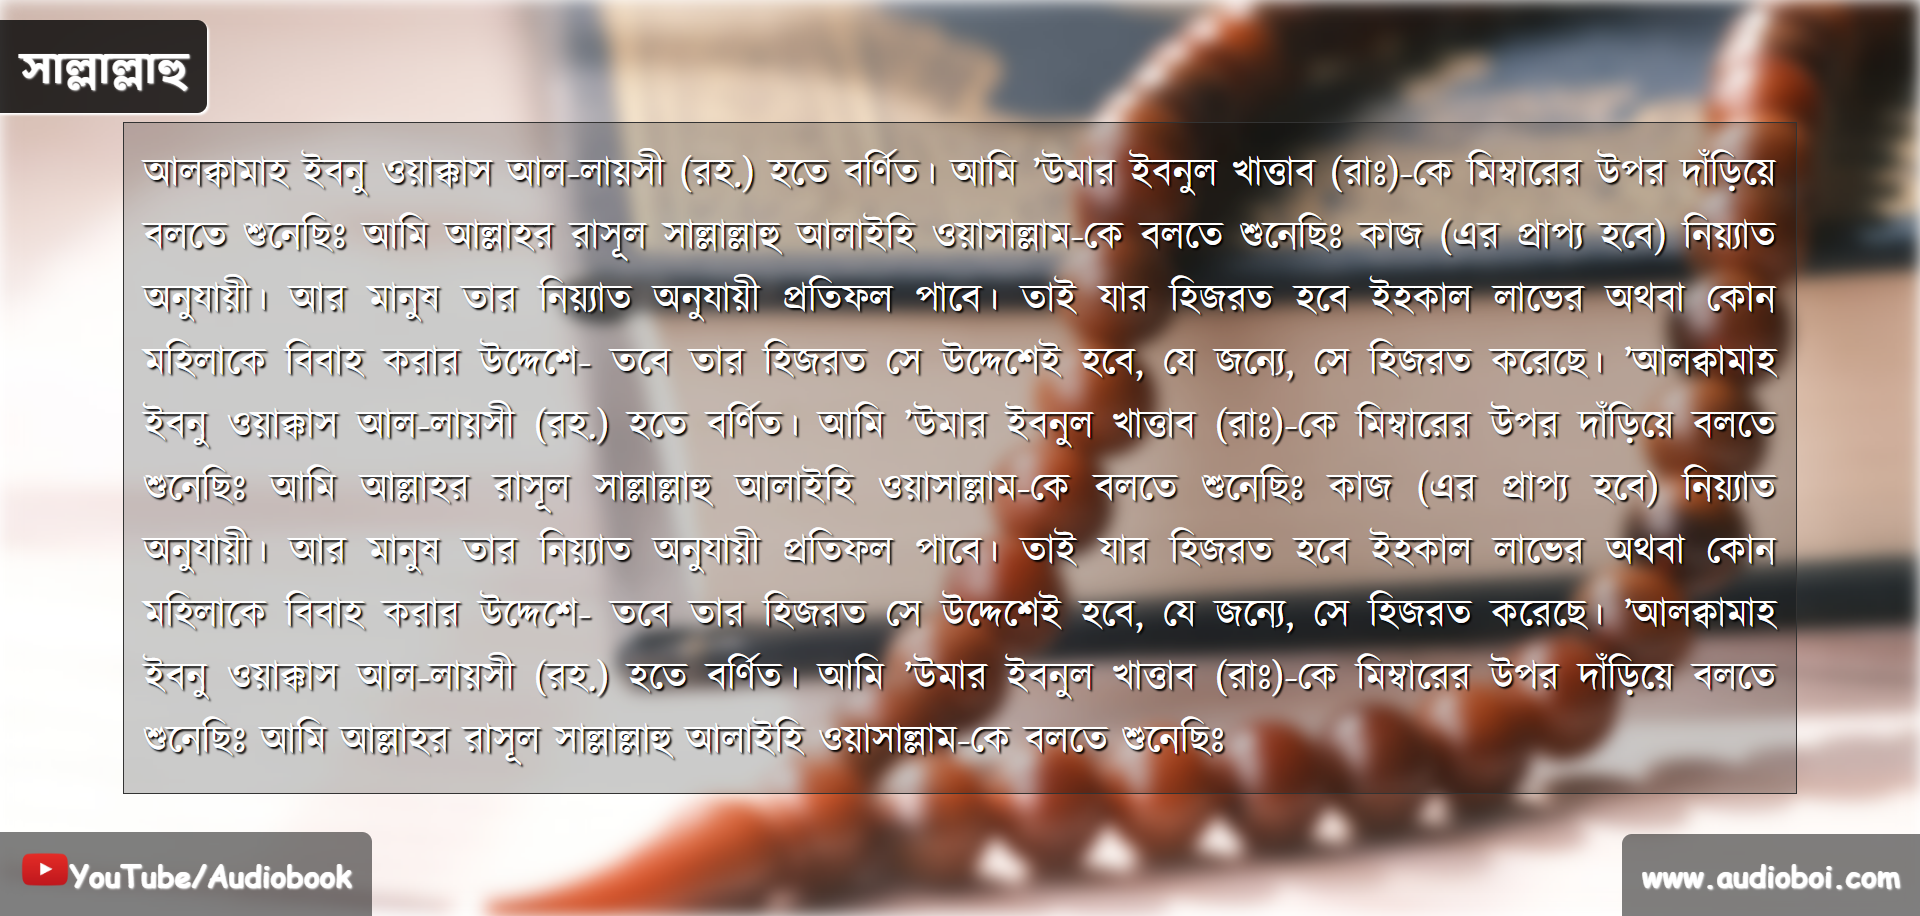 সাল্লাল্লাহু
আলক্বামাহ ইবনু ওয়াক্কাস আল-লায়সী (রহ.) হতে বর্ণিত। আমি ’উমার ইবনুল খাত্তাব (রাঃ)-কে মিম্বারের উপর দাঁড়িয়ে
বলতে শুনেছিঃ আমি আল্লাহর রাসূল সাল্লাল্লাহু আলাইহি ওয়াসাল্লাম-কে বলতে শুনেছিঃ কাজ (এর প্রাপ্য হবে) নিয়্যাত
অনুযায়ী। আর মানুষ তার নিয়্যাত অনুযায়ী প্রতিফল পাবে। তাই যার হিজরত হবে ইহকাল লাভের অথবা কোন
মহিলাকে বিবাহ করার উদ্দেশে- তবে তার হিজরত সে উদ্দেশেই হবে, যে জন্যে, সে হিজরত করেছে। ’আলক্বামাহ
ইবনু ওয়াক্কাস আল-লায়সী (রহ.) হতে বর্ণিত। আমি ’উমার ইবনুল খাত্তাব (রাঃ)-কে মিম্বারের উপর দাঁড়িয়ে বলতে
শুনেছিঃ আমি আল্লাহর রাসূল সাল্লাল্লাহু আলাইহি ওয়াসাল্লাম-কে বলতে শুনেছিঃ কাজ (এর প্রাপ্য হবে) নিয়্যাত
অনুযায়ী। আর মানুষ তার নিয়্যাত অনুযায়ী প্রতিফল পাবে। তাই যার হিজরত হবে ইহকাল লাভের অথবা কোন
মহিলাকে বিবাহ করার উদ্দেশে- তবে তার হিজরত সে উদ্দেশেই হবে, যে জন্যে, সে হিজরত করেছে। ’আলক্বামাহ
ইবনু ওয়াক্কাস আল-লায়সী (রহ.) হতে বর্ণিত। আমি ’উমার ইবনুল খাত্তাব (রাঃ)-কে মিম্বারের উপর দাঁড়িয়ে বলতে
শুনেছিঃ আমি আল্লাহর রাসূল সাল্লাল্লাহু আলাইহি ওয়াসাল্লাম-কে বলতে শুনেছিঃ
YouTube/Audiobook
www.audioboi.com